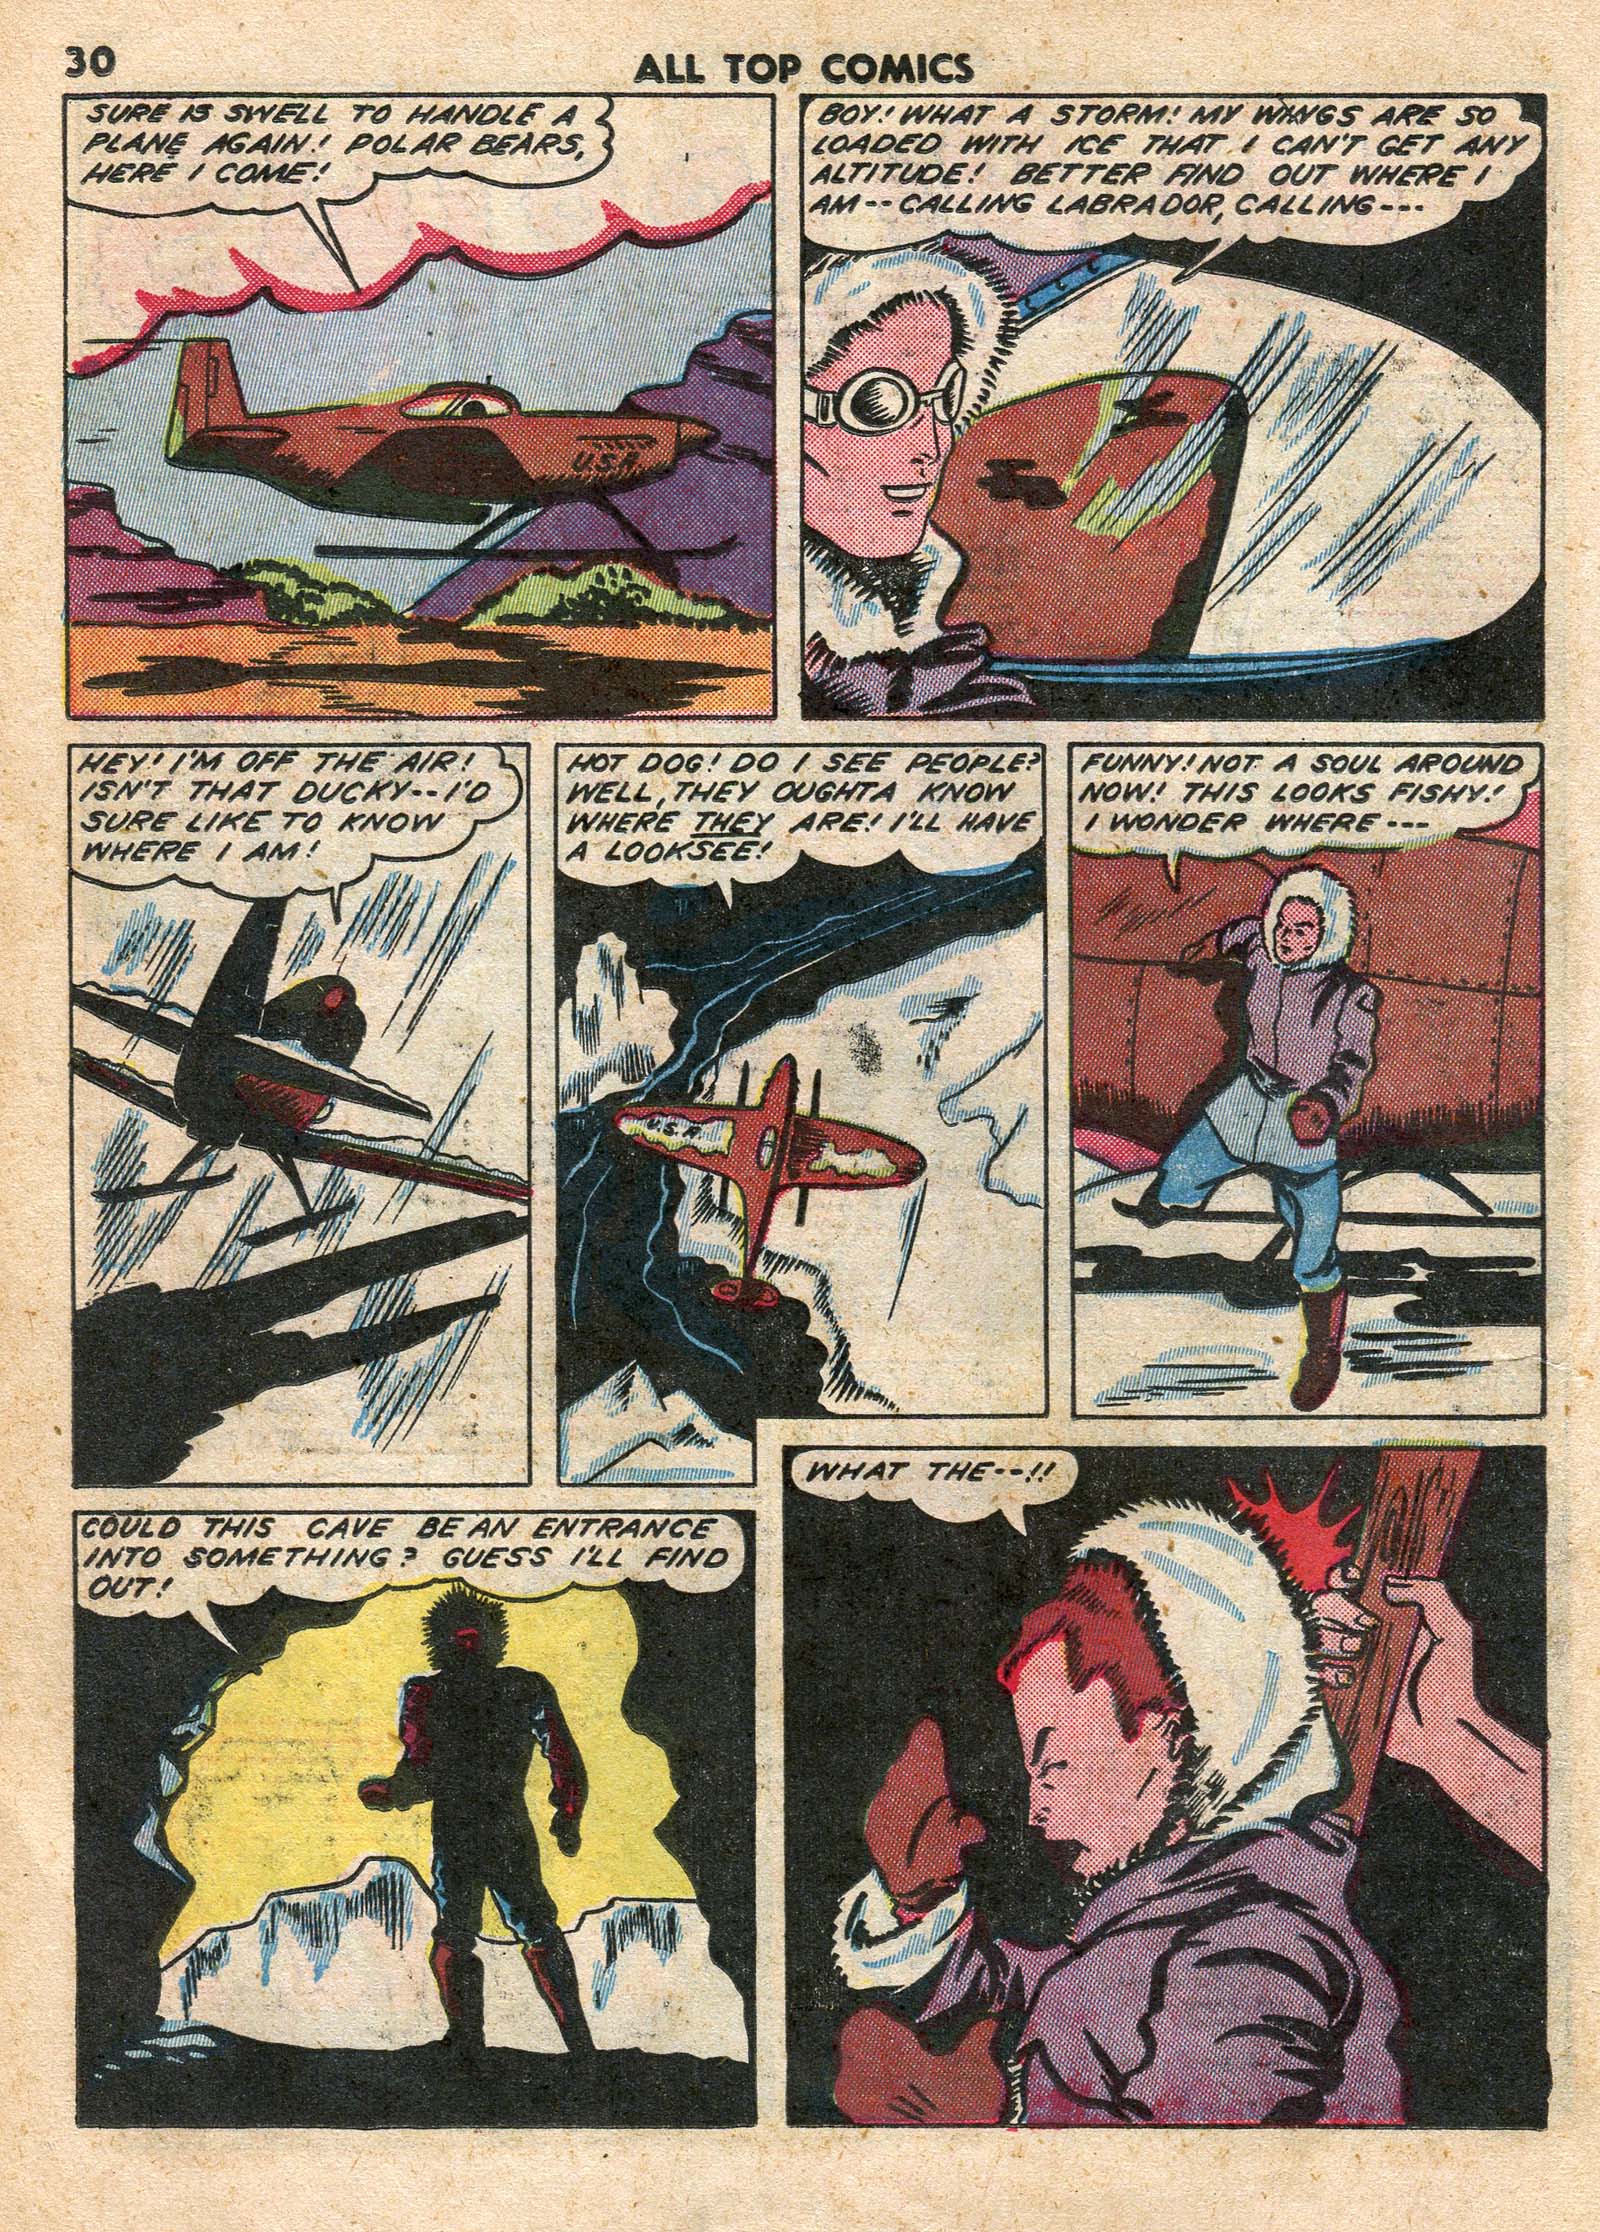 30
ALL TOP COMICS
SURE IS SWELL TO HANDLE A
PLANE AGAIN! POLAR BEARS,
HERE I COME!
U.S.A.
BOY! WHAT A STORM! MY WINGS ARE SO
LOADED WITH ICE THAT I CAN'T GET ANY
ALTITUDE! BETTER FIND OUT WHERE I
AM--CALLING LABRADOR, CALLING---
HEY! I'M OFF THE AIR!
ISN'T THAT DUCKY--I'D
SURE LIKE TO KNOW
WHERE I AM!
HOT DOG! DO I SEE PEOPLE?
WELL, THEY OUGHTA KNOW
WHERE THEY ARE! I'LL HAVE
A LOOKSEE!
U.S.A.
FUNNY! NOT A SOUL AROUND
NOW! THIS LOOKS FISHY!
I WONDER WHERE---
COULD THIS CAVE BE AN ENTRANCE
INTO SOMETHING? GUESS I'LL FIND
OUT!
WHAT THE--!!